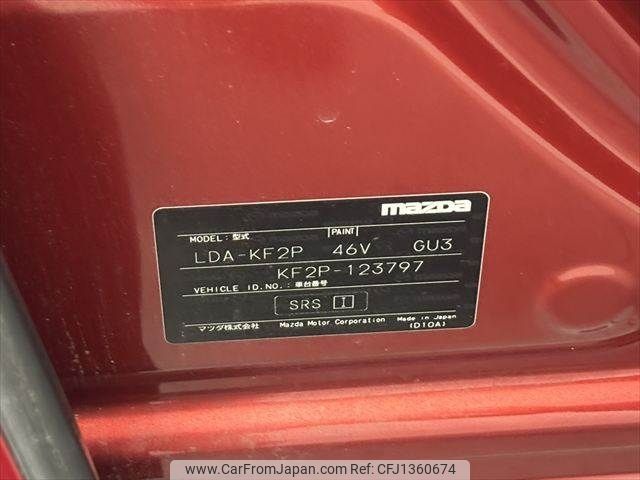 mazda
MODEL: 型式 PAINT
LDA-KF2P 46V GU3
KF2P-123797
VEHICLE ID.NO.: 車台番号
SRS I
マツダ株式会社 Mazda Motor Corporation Made in Japan
(D10A)
www.CarFromJapan.com - CFJ1360674